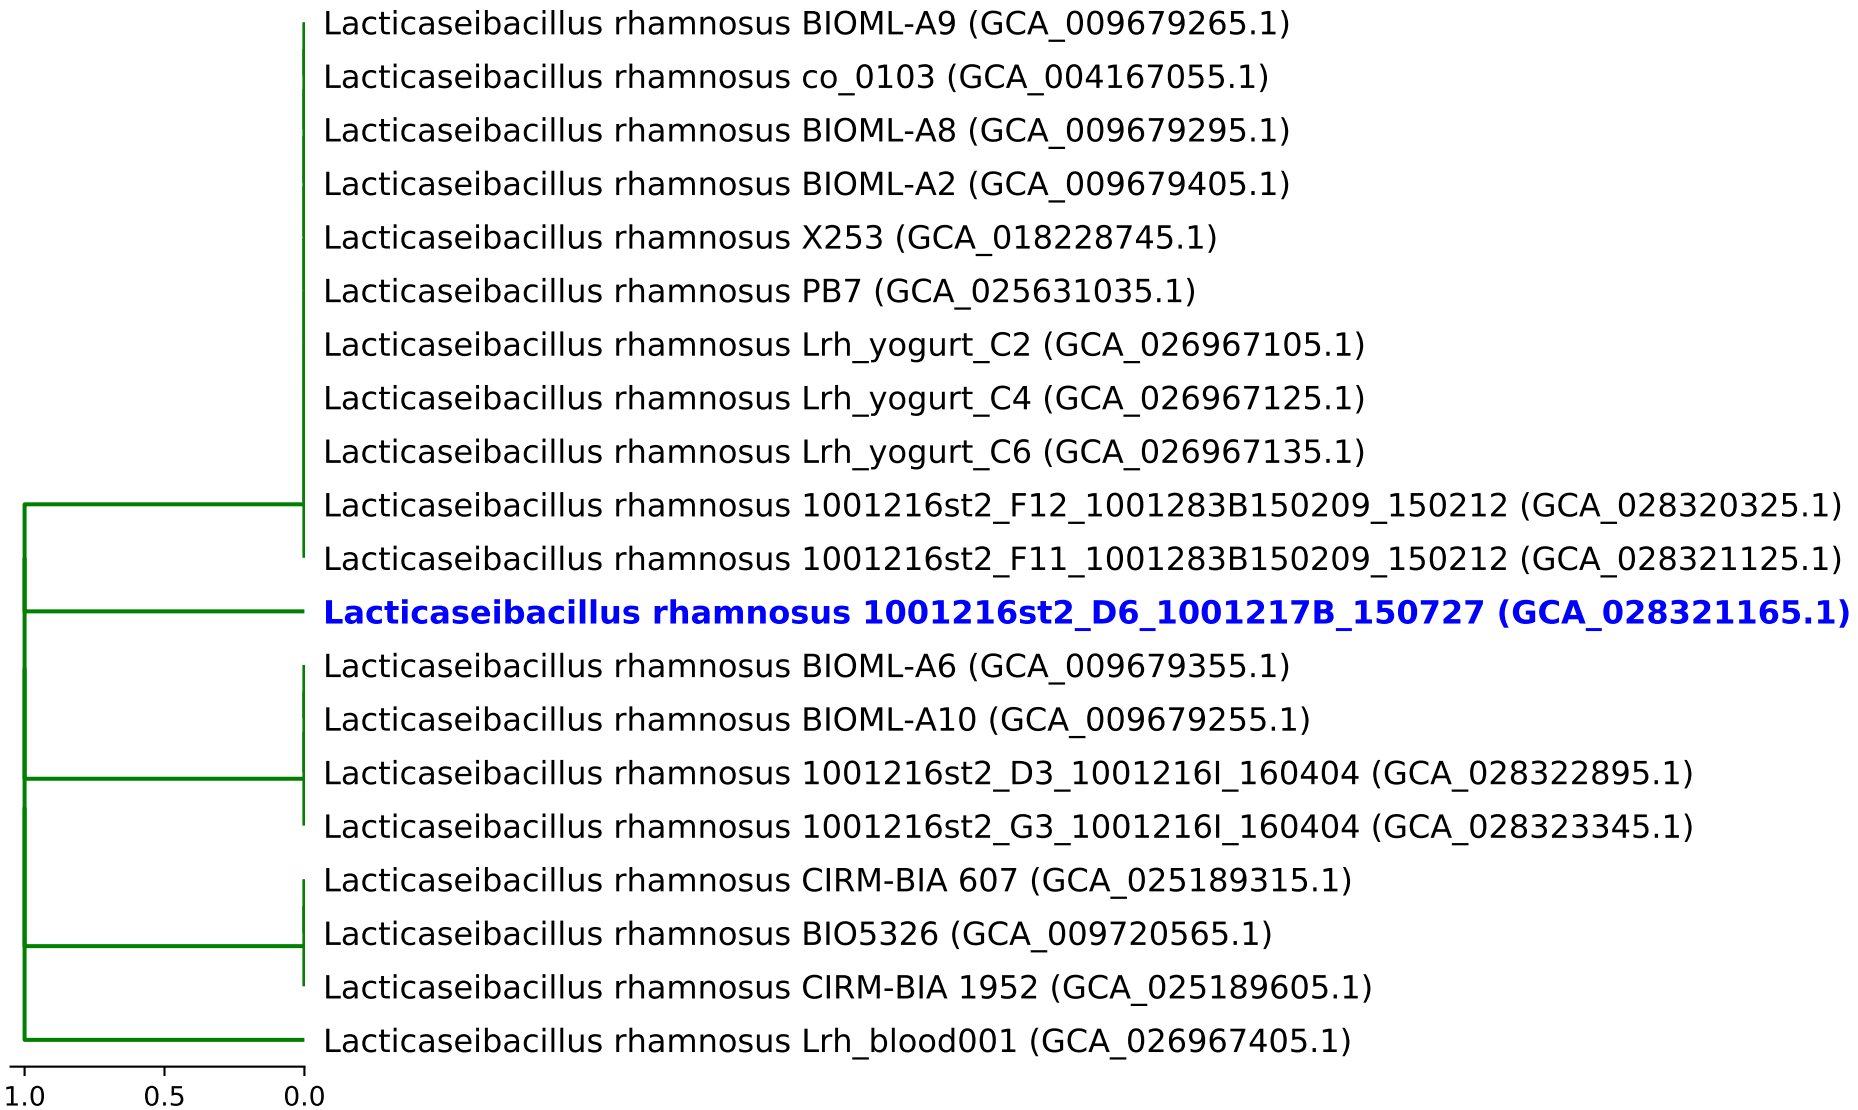 Lacticaseibacillus rhamnosus BIOML-A9 (GCA_009679265.1)
Lacticaseibacillus rhamnosus co_0103 (GCA_004167055.1)
Lacticaseibacillus rhamnosus BIOML-A8 (GCA_009679295.1)
Lacticaseibacillus rhamnosus BIOML-A2 (GCA_009679405.1)
Lacticaseibacillus rhamnosus X253 (GCA_018228745.1)
Lacticaseibacillus rhamnosus PB7 (GCA_025631035.1)
Lacticaseibacillus rhamnosus Lrh_yogurt_C2 (GCA_026967105.1)
Lacticaseibacillus rhamnosus Lrh_yogurt_C4 (GCA_026967125.1)
Lacticaseibacillus rhamnosus Lrh_yogurt_C6 (GCA_026967135.1)
Lacticaseibacillus rhamnosus 1001216st2_F12_1001283B150209_150212 (GCA_028320325.1)
Lacticaseibacillus rhamnosus 1001216st2_F11_1001283B150209_150212 (GCA_028321125.1)
Lacticaseibacillus rhamnosus 1001216st2_D6_1001217B_150727 (GCA_028321165.1)
Lacticaseibacillus rhamnosus BIOML-A6 (GCA_009679355.1)
Lacticaseibacillus rhamnosus BIOML-A10 (GCA_009679255.1)
Lacticaseibacillus rhamnosus 1001216st2_D3_1001216I_160404 (GCA_028322895.1)
Lacticaseibacillus rhamnosus 1001216st2_G3_1001216I_160404 (GCA_028323345.1)
Lacticaseibacillus rhamnosus CIRM-BIA 607 (GCA_025189315.1)
Lacticaseibacillus rhamnosus BIO5326 (GCA_009720565.1)
Lacticaseibacillus rhamnosus CIRM-BIA 1952 (GCA_025189605.1)
Lacticaseibacillus rhamnosus Lrh_blood001 (GCA_026967405.1)
1.0 0.5 0.0